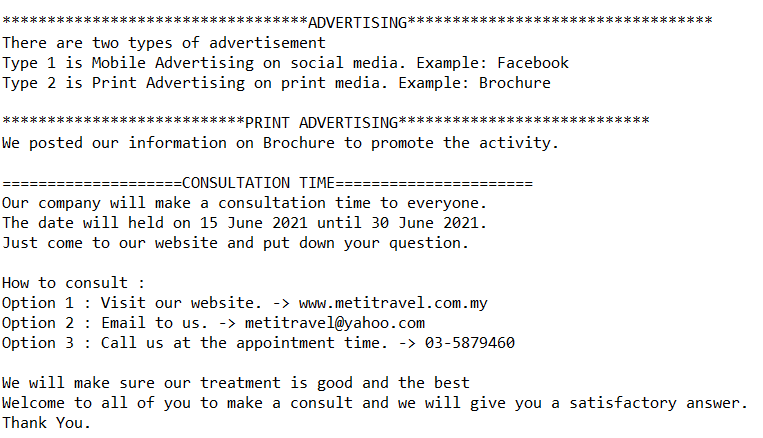 **********************************ADVERTISING**********************************
There are two types of advertisement
Type 1 is Mobile Advertising on social media. Example: Facebook
Type 2 is Print Advertising on print media. Example: Brochure
***************************PRINT ADVERTISING****************************
We posted our information on Brochure to promote the activity.
====================CONSULTATION TIME======================
Our company will make a consultation time to everyone.
The date will held on 15 June 2021 until 30 June 2021.
Just come to our website and put down your question.
How to consult :
Option 1 : Visit our website. -> www.metitravel.com.my
Option 2 : Email to us. -> metitravel@yahoo.com
Option 3 : Call us at the appointment time. -> 03-5879460
We will make sure our treatment is good and the best
Welcome to all of you to make a consult and we will give you a satisfactory answer.
Thank You.